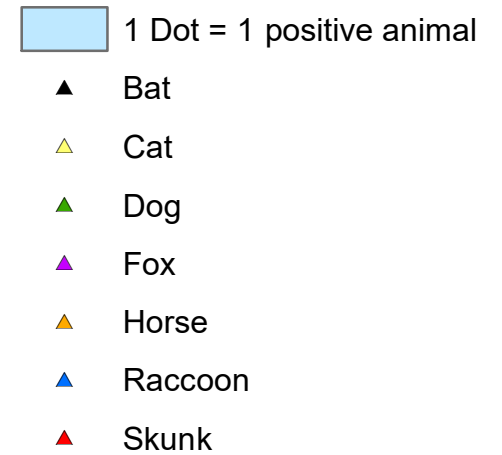 1 Dot = 1 positive animal
Bat
Cat
Dog
Fox
Horse
Raccoon
Skunk